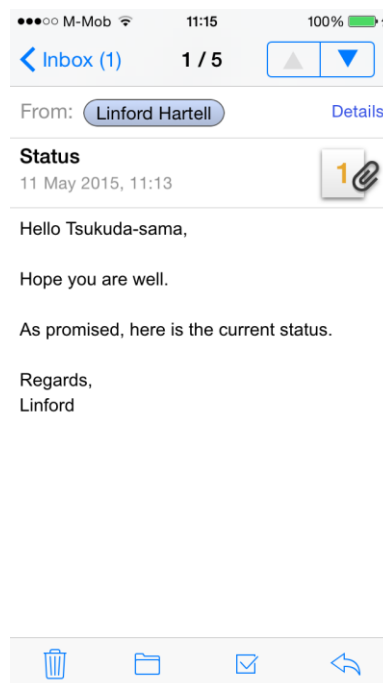 M-Mob 11:15 100%
Inbox (1) 1 / 5
From: Linford Hartell Details
Status
11 May 2015, 11:13
1
Hello Tsukuda-sama,
Hope you are well.
As promised, here is the current status.
Regards,
Linford